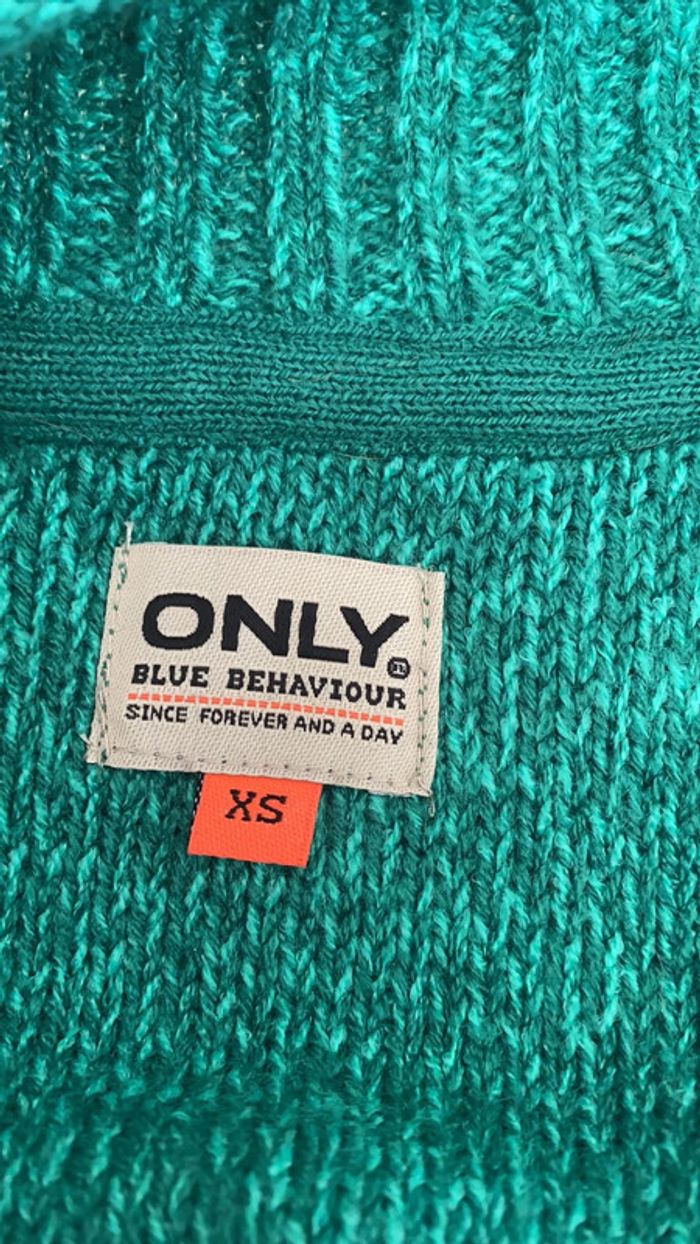 ONLY
BLUE BEHAVIOUR
SINCE FOREVER AND A DAY
XS